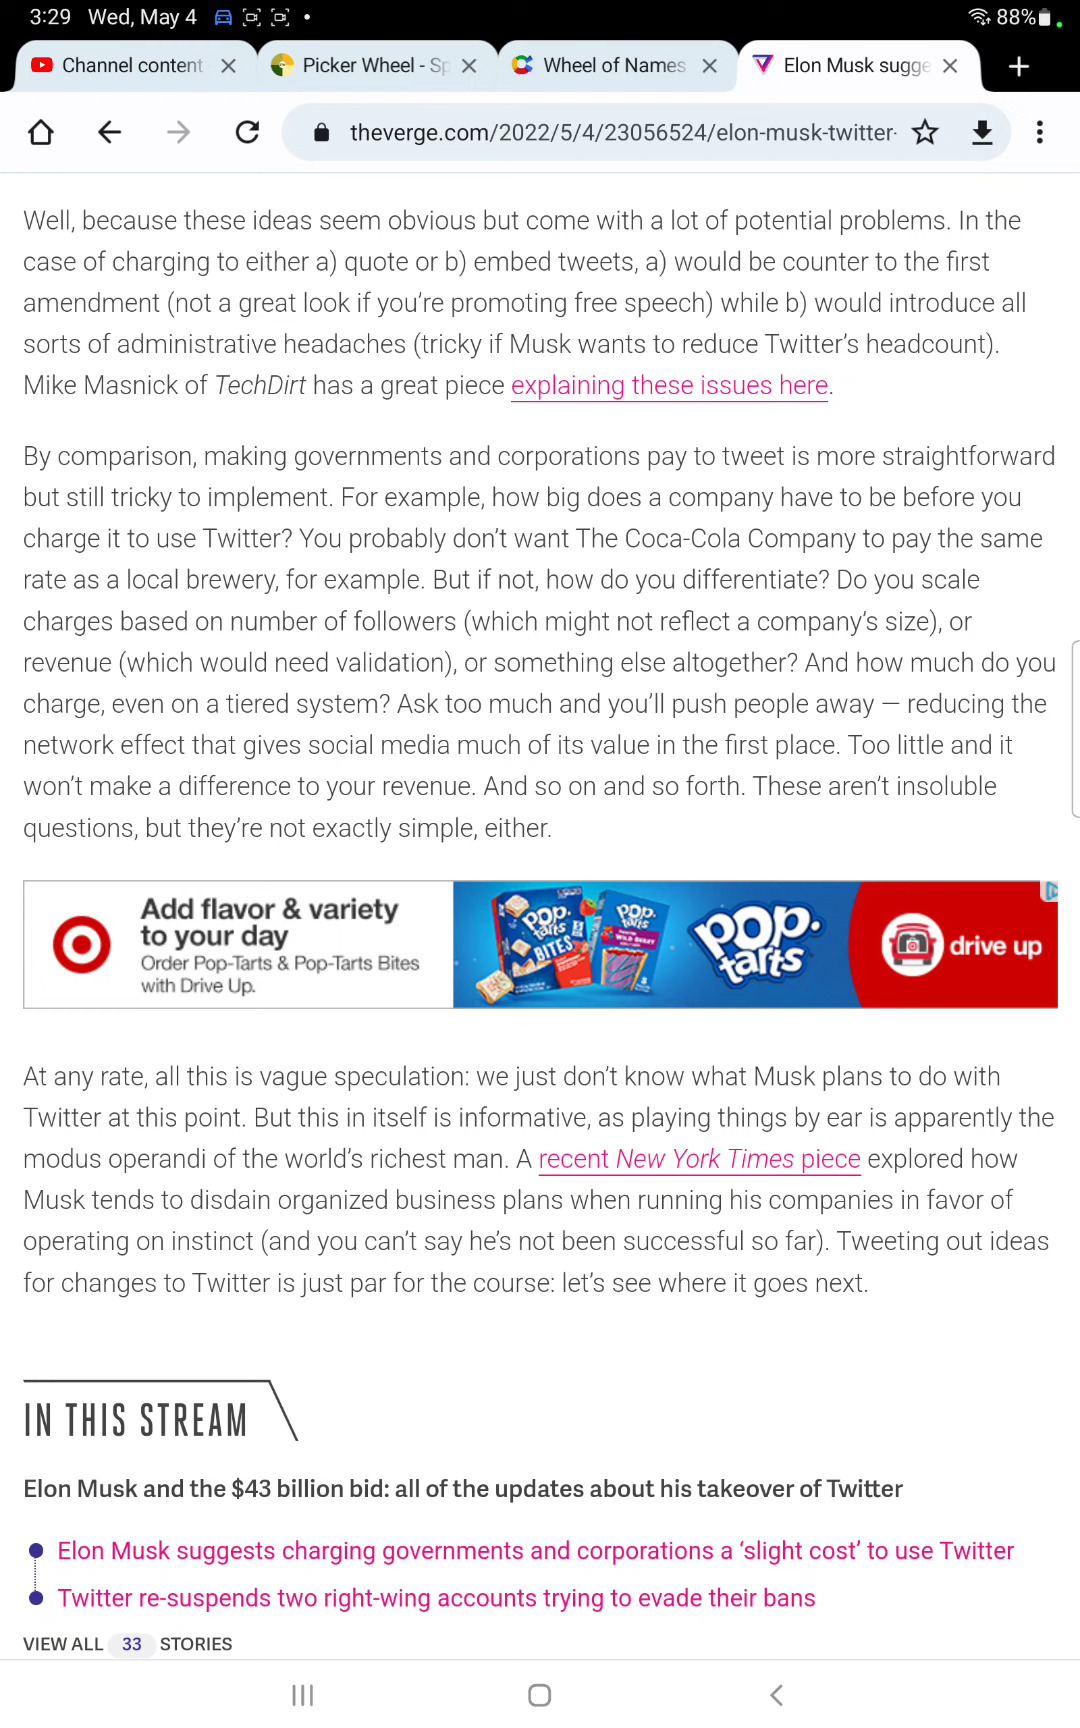 3:29 Wed, May 4
88%
Channel content
Picker Wheel - Sp
Wheel of Names
Elon Musk sugge
theverge.com/2022/5/4/23056524/elon-musk-twitter-
Well, because these ideas seem obvious but come with a lot of potential problems. In the
case of charging to either a) quote or b) embed tweets, a) would be counter to the first
amendment (not a great look if you’re promoting free speech) while b) would introduce all
sorts of administrative headaches (tricky if Musk wants to reduce Twitter’s headcount).
Mike Masnick of TechDirt has a great piece explaining these issues here.
By comparison, making governments and corporations pay to tweet is more straightforward
but still tricky to implement. For example, how big does a company have to be before you
charge it to use Twitter? You probably don’t want The Coca-Cola Company to pay the same
rate as a local brewery, for example. But if not, how do you differentiate? Do you scale
charges based on number of followers (which might not reflect a company’s size), or
revenue (which would need validation), or something else altogether? And how much do you
charge, even on a tiered system? Ask too much and you’ll push people away — reducing the
network effect that gives social media much of its value in the first place. Too little and it
won’t make a difference to your revenue. And so on and so forth. These aren’t insoluble
questions, but they’re not exactly simple, either.
Add flavor & variety
to your day
Order Pop-Tarts & Pop-Tarts Bites
with Drive Up.
pop.
tarts
BITES
pop.
tarts
WILD BERRY
pop.
tarts
drive up
At any rate, all this is vague speculation: we just don’t know what Musk plans to do with
Twitter at this point. But this in itself is informative, as playing things by ear is apparently the
modus operandi of the world’s richest man. A recent New York Times piece explored how
Musk tends to disdain organized business plans when running his companies in favor of
operating on instinct (and you can’t say he’s not been successful so far). Tweeting out ideas
for changes to Twitter is just par for the course: let’s see where it goes next.
IN THIS STREAM
Elon Musk and the $43 billion bid: all of the updates about his takeover of Twitter
Elon Musk suggests charging governments and corporations a ‘slight cost’ to use Twitter
Twitter re-suspends two right-wing accounts trying to evade their bans
VIEW ALL 33 STORIES